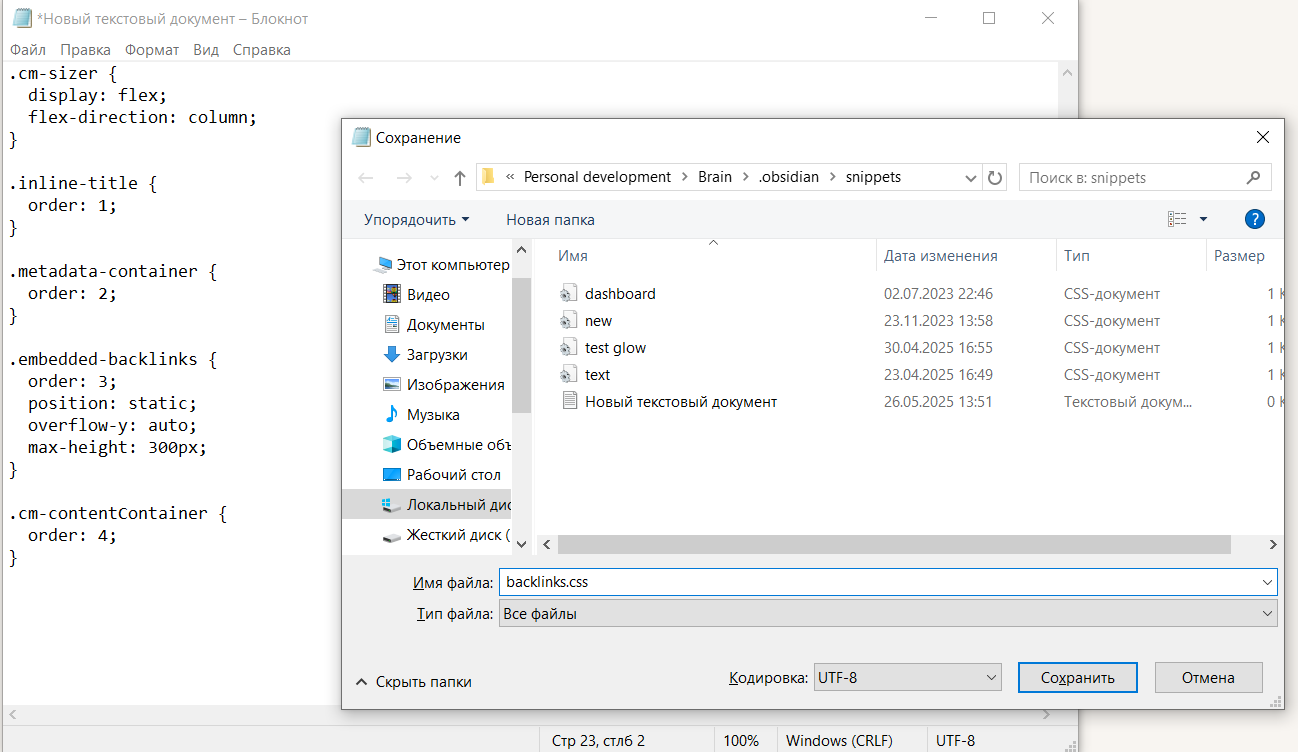 *Новый текстовый документ – Блокнот
Файл Правка Формат Вид Справка
.cm-sizer {
  display: flex;
  flex-direction: column;
}

.inline-title {
  order: 1;
}

.metadata-container {
  order: 2;
}

.embedded-backlinks {
  order: 3;
  position: static;
  overflow-y: auto;
  max-height: 300px;
}

.cm-contentContainer {
  order: 4;
}
Сохранение
« Personal development > Brain > .obsidian > snippets
Поиск в: snippets
Упорядочить Новая папка
?
Этот компьютер
Видео
Документы
Загрузки
Изображения
Музыка
Объемные объ
Рабочий стол
Локальный дис
Жесткий диск (
Имя Дата изменения Тип Размер
dashboard 02.07.2023 22:46 CSS-документ 1
new 23.11.2023 13:58 CSS-документ 1
test glow 30.04.2025 16:55 CSS-документ 1
text 23.04.2025 16:49 CSS-документ 1
Новый текстовый документ 26.05.2025 13:51 Текстовый докум... 0
Имя файла: backlinks.css
Тип файла: Все файлы
Скрыть папки
Кодировка: UTF-8
Сохранить Отмена
Стр 23, стлб 2 100% Windows (CRLF) UTF-8